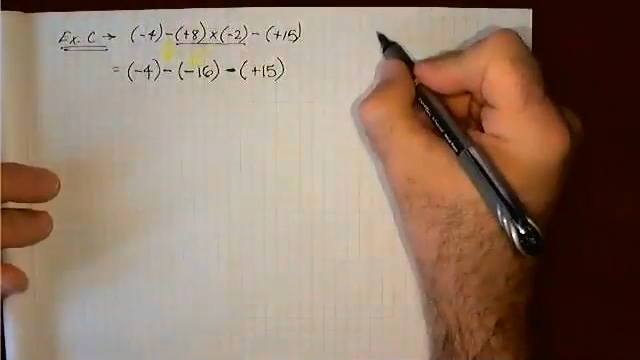 Ex. C → (-4) - (+8) x (-2) - (+15)
= (-4) - (-16) - (+15)